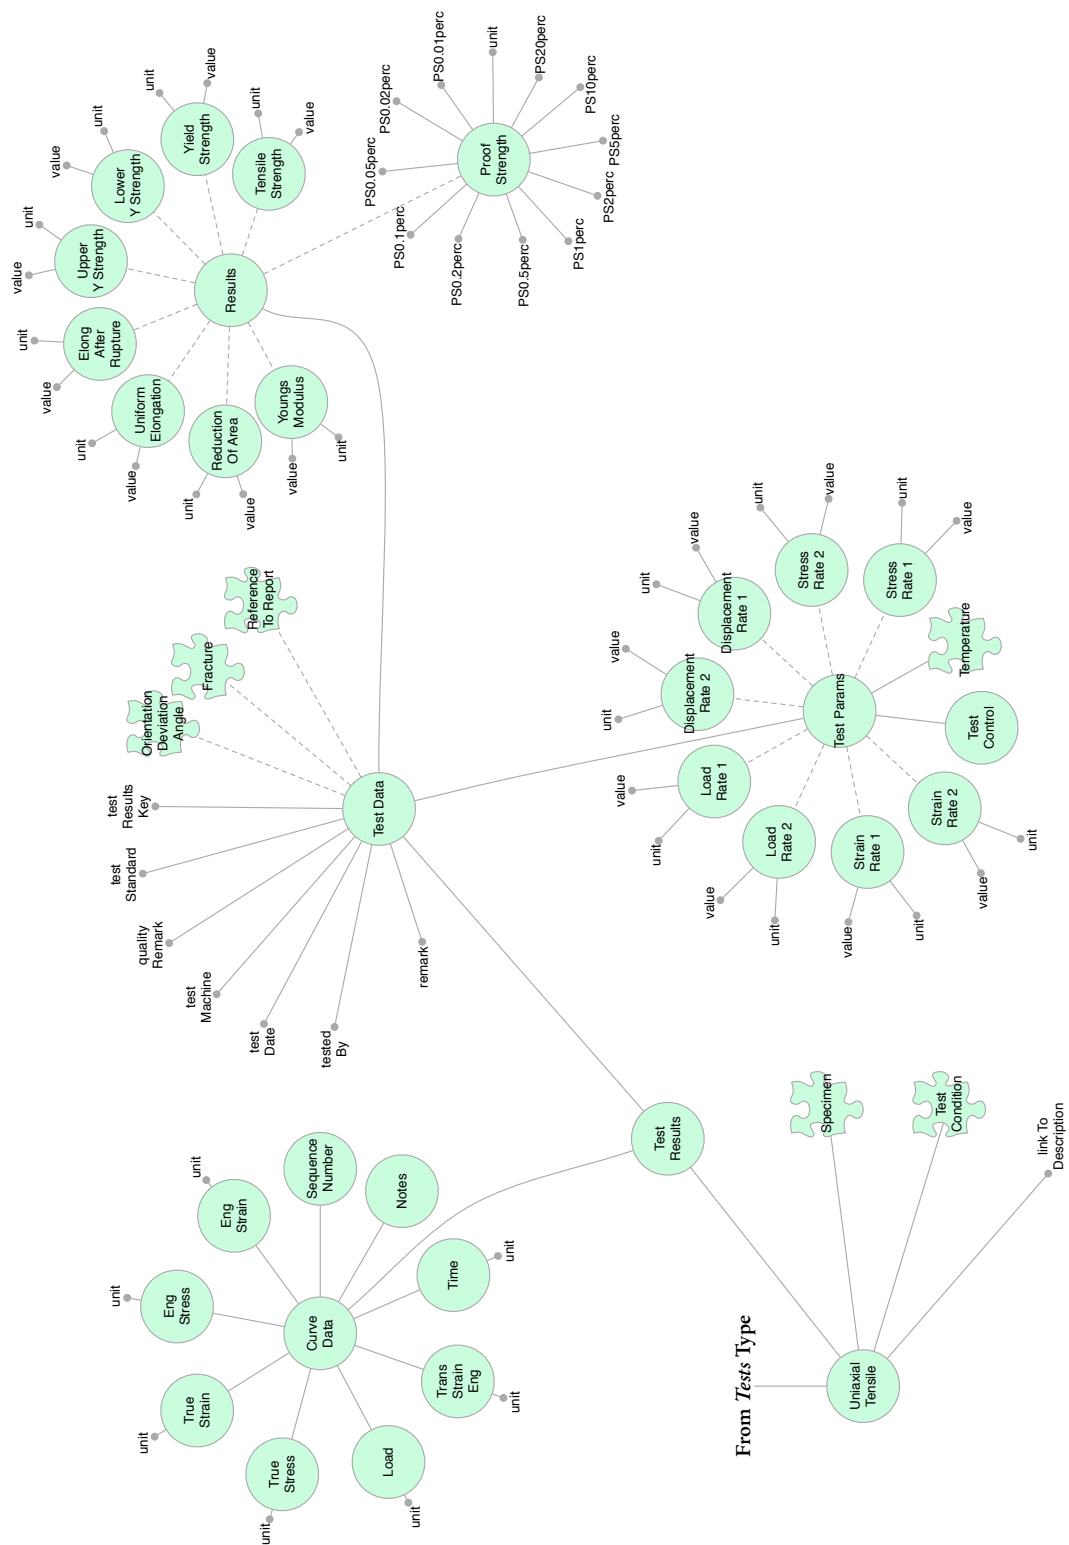 From Tests Type
Uniaxial
Tensile
Specimen
Test
Condition
link To
Description
Test
Results
Curve
Data
True
Stress
unit
True
Strain
unit
Eng
Stress
unit
Eng
Strain
unit
Sequence
Number
Notes
Time
unit
Trans
Strain
Eng
unit
Load
unit
Test Data
tested
By
test
Date
test
Machine
quality
Remark
test
Standard
test
Results
Key
remark
Orientation
Deviation
Angle
Fracture
Reference
To Report
Test Params
Strain
Rate 1
value
unit
Load
Rate 2
value
unit
Load
Rate 1
value
unit
Displacement
Rate 2
value
unit
Displacement
Rate 1
value
unit
Stress
Rate 2
unit
value
Stress
Rate 1
unit
value
Temperature
Test
Control
Strain
Rate 2
value
unit
Results
Reduction
Of Area
unit
value
Uniform
Elongation
unit
value
Elong
After
Rupture
unit
value
Upper
Y Strength
unit
value
Lower
Y Strength
unit
value
Yield
Strength
unit
value
Tensile
Strength
unit
value
Youngs
Modulus
value
unit
Proof
Strength
PS0.1perc
PS0.05perc
PS0.02perc
PS0.01perc
unit
PS20perc
PS10perc
PS5perc
PS2perc
PS1perc
PS0.5perc
PS0.2perc